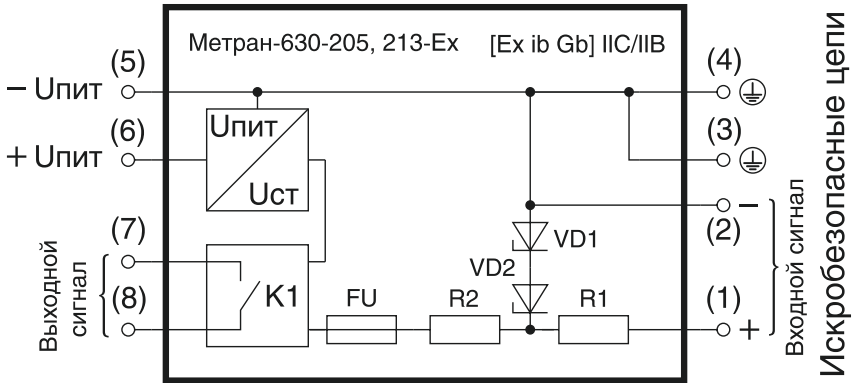 Метран-630-205, 213-Ex [Ex ib Gb] IIC/IIB
(5)
− Uпит
(6)
+ Uпит
(7)
(8)
Выходной
сигнал
Uпит
Uст
K1
FU
R2
VD1
VD2
R1
(4)
(3)
−
(2)
(1)
+
Входной сигнал
Искробезопасные цепи